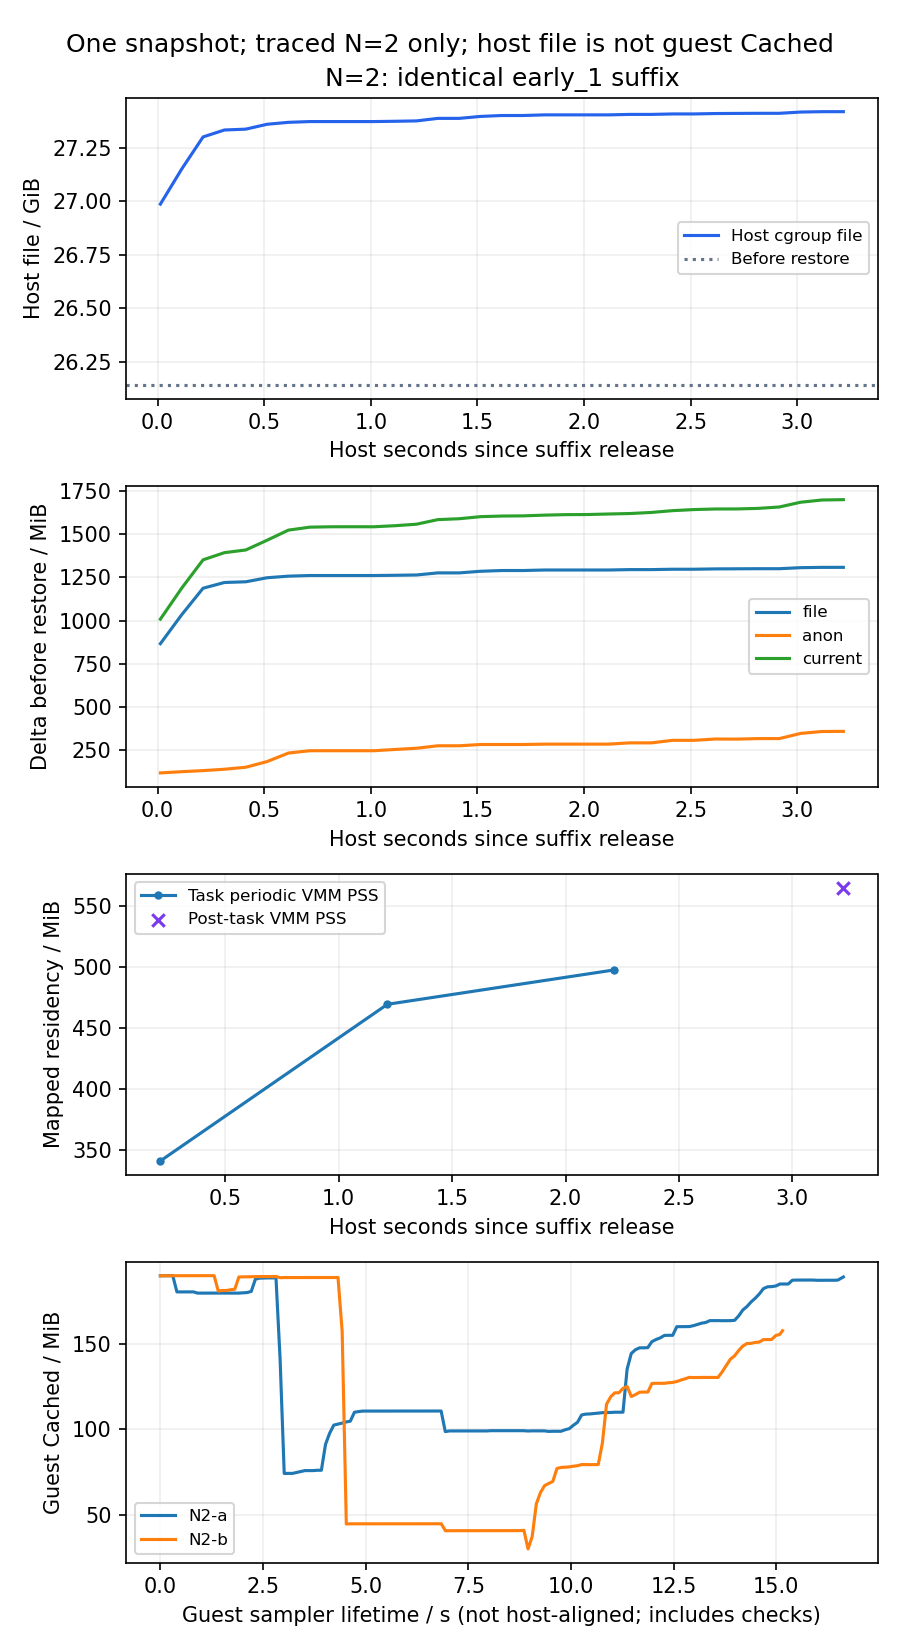 One snapshot; traced N=2 only; host file is not guest Cached
N=2: identical early_1 suffix
Host file / GiB
27.25
27.00
26.75
26.50
26.25
Host cgroup file
Before restore
0.0 0.5 1.0 1.5 2.0 2.5 3.0
Host seconds since suffix release
Delta before restore / MiB
1750
1500
1250
1000
750
500
250
file
anon
current
0.0 0.5 1.0 1.5 2.0 2.5 3.0
Host seconds since suffix release
Mapped residency / MiB
550
500
450
400
350
Task periodic VMM PSS
Post-task VMM PSS
0.5 1.0 1.5 2.0 2.5 3.0
Host seconds since suffix release
Guest Cached / MiB
150
100
50
N2-a
N2-b
0.0 2.5 5.0 7.5 10.0 12.5 15.0
Guest sampler lifetime / s (not host-aligned; includes checks)